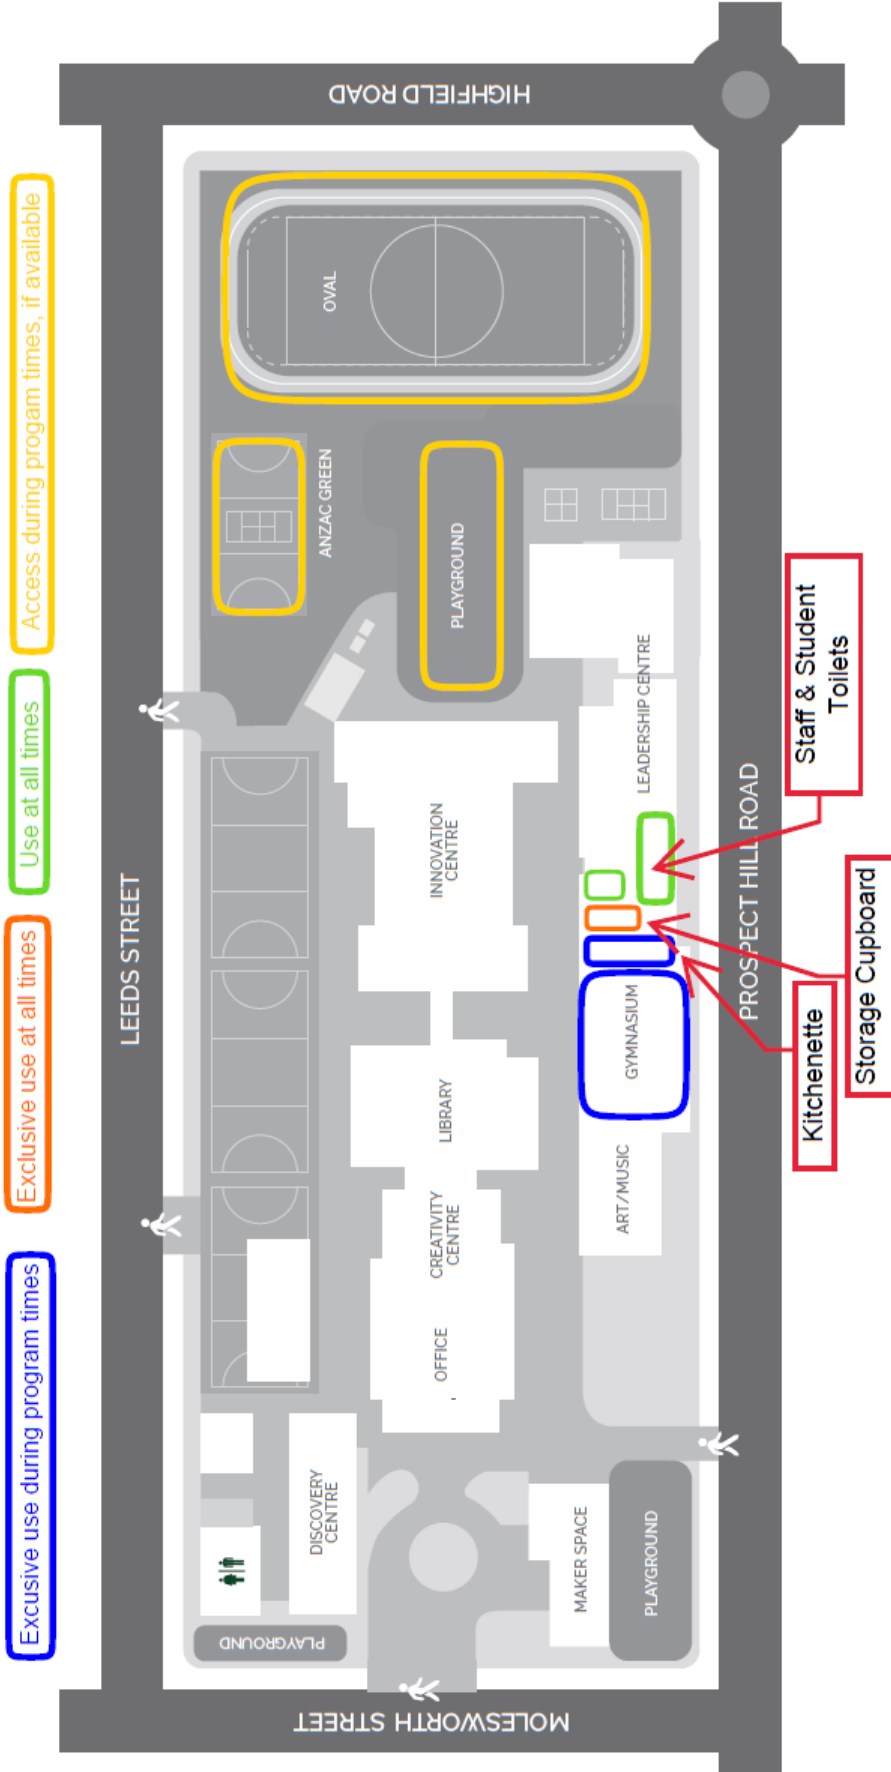 Excusive use during program times
Exclusive use at all times
Use at all times
Access during progam times, if available
LEEDS STREET
HIGHFIELD ROAD
MOLESWORTH STREET
PROSPECT HILL ROAD
PLAYGROUND
DISCOVERY
CENTRE
OFFICE
CREATIVITY
CENTRE
LIBRARY
INNOVATION
CENTRE
ANZAC GREEN
OVAL
PLAYGROUND
MAKER SPACE
PLAYGROUND
ART/MUSIC
GYMNASIUM
LEADERSHIP CENTRE
Kitchenette
Storage Cupboard
Staff & Student
Toilets